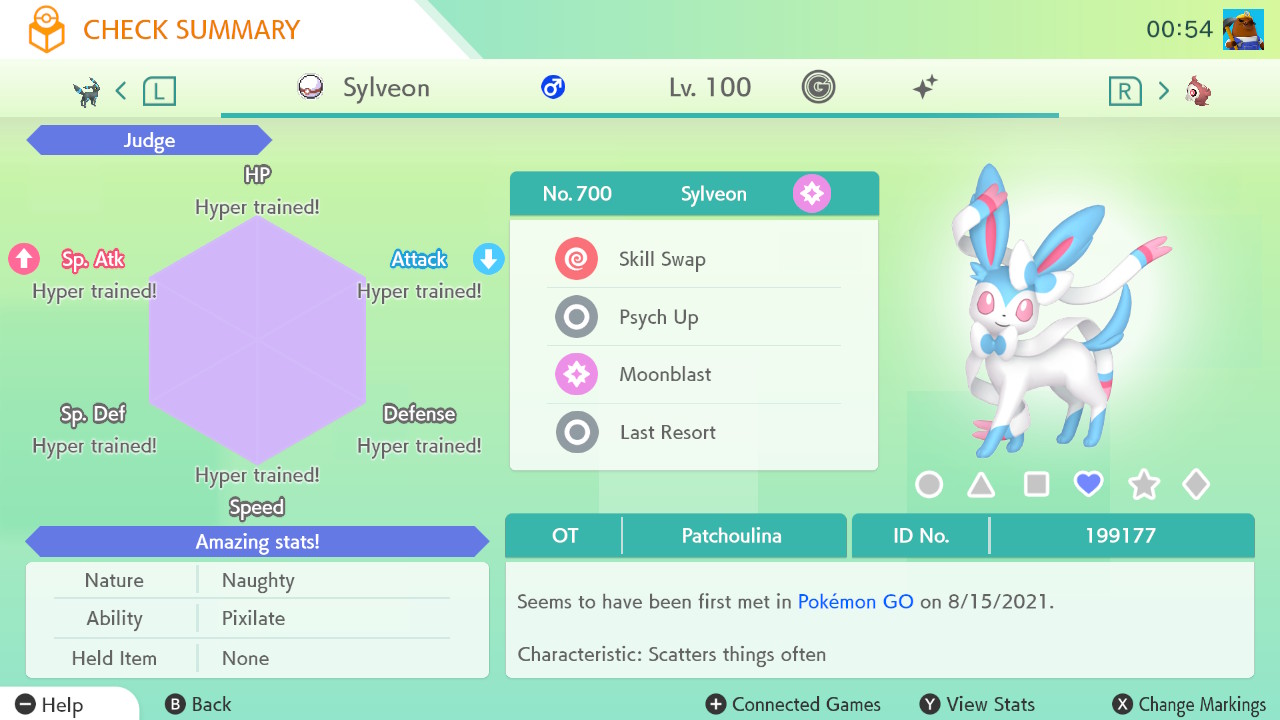 CHECK SUMMARY
00:54
L
Sylveon
Lv. 100
G
R
Judge
HP
Hyper trained!
Sp. Atk
Hyper trained!
Attack
Hyper trained!
Sp. Def
Hyper trained!
Defense
Hyper trained!
Hyper trained!
Speed
Amazing stats!
Nature Naughty
Ability Pixilate
Held Item None
No. 700 Sylveon
Skill Swap
Psych Up
Moonblast
Last Resort
OT Patchoulina ID No. 199177
Seems to have been first met in Pokémon GO on 8/15/2021.
Characteristic: Scatters things often
Help
B Back
Connected Games
Y View Stats
X Change Markings